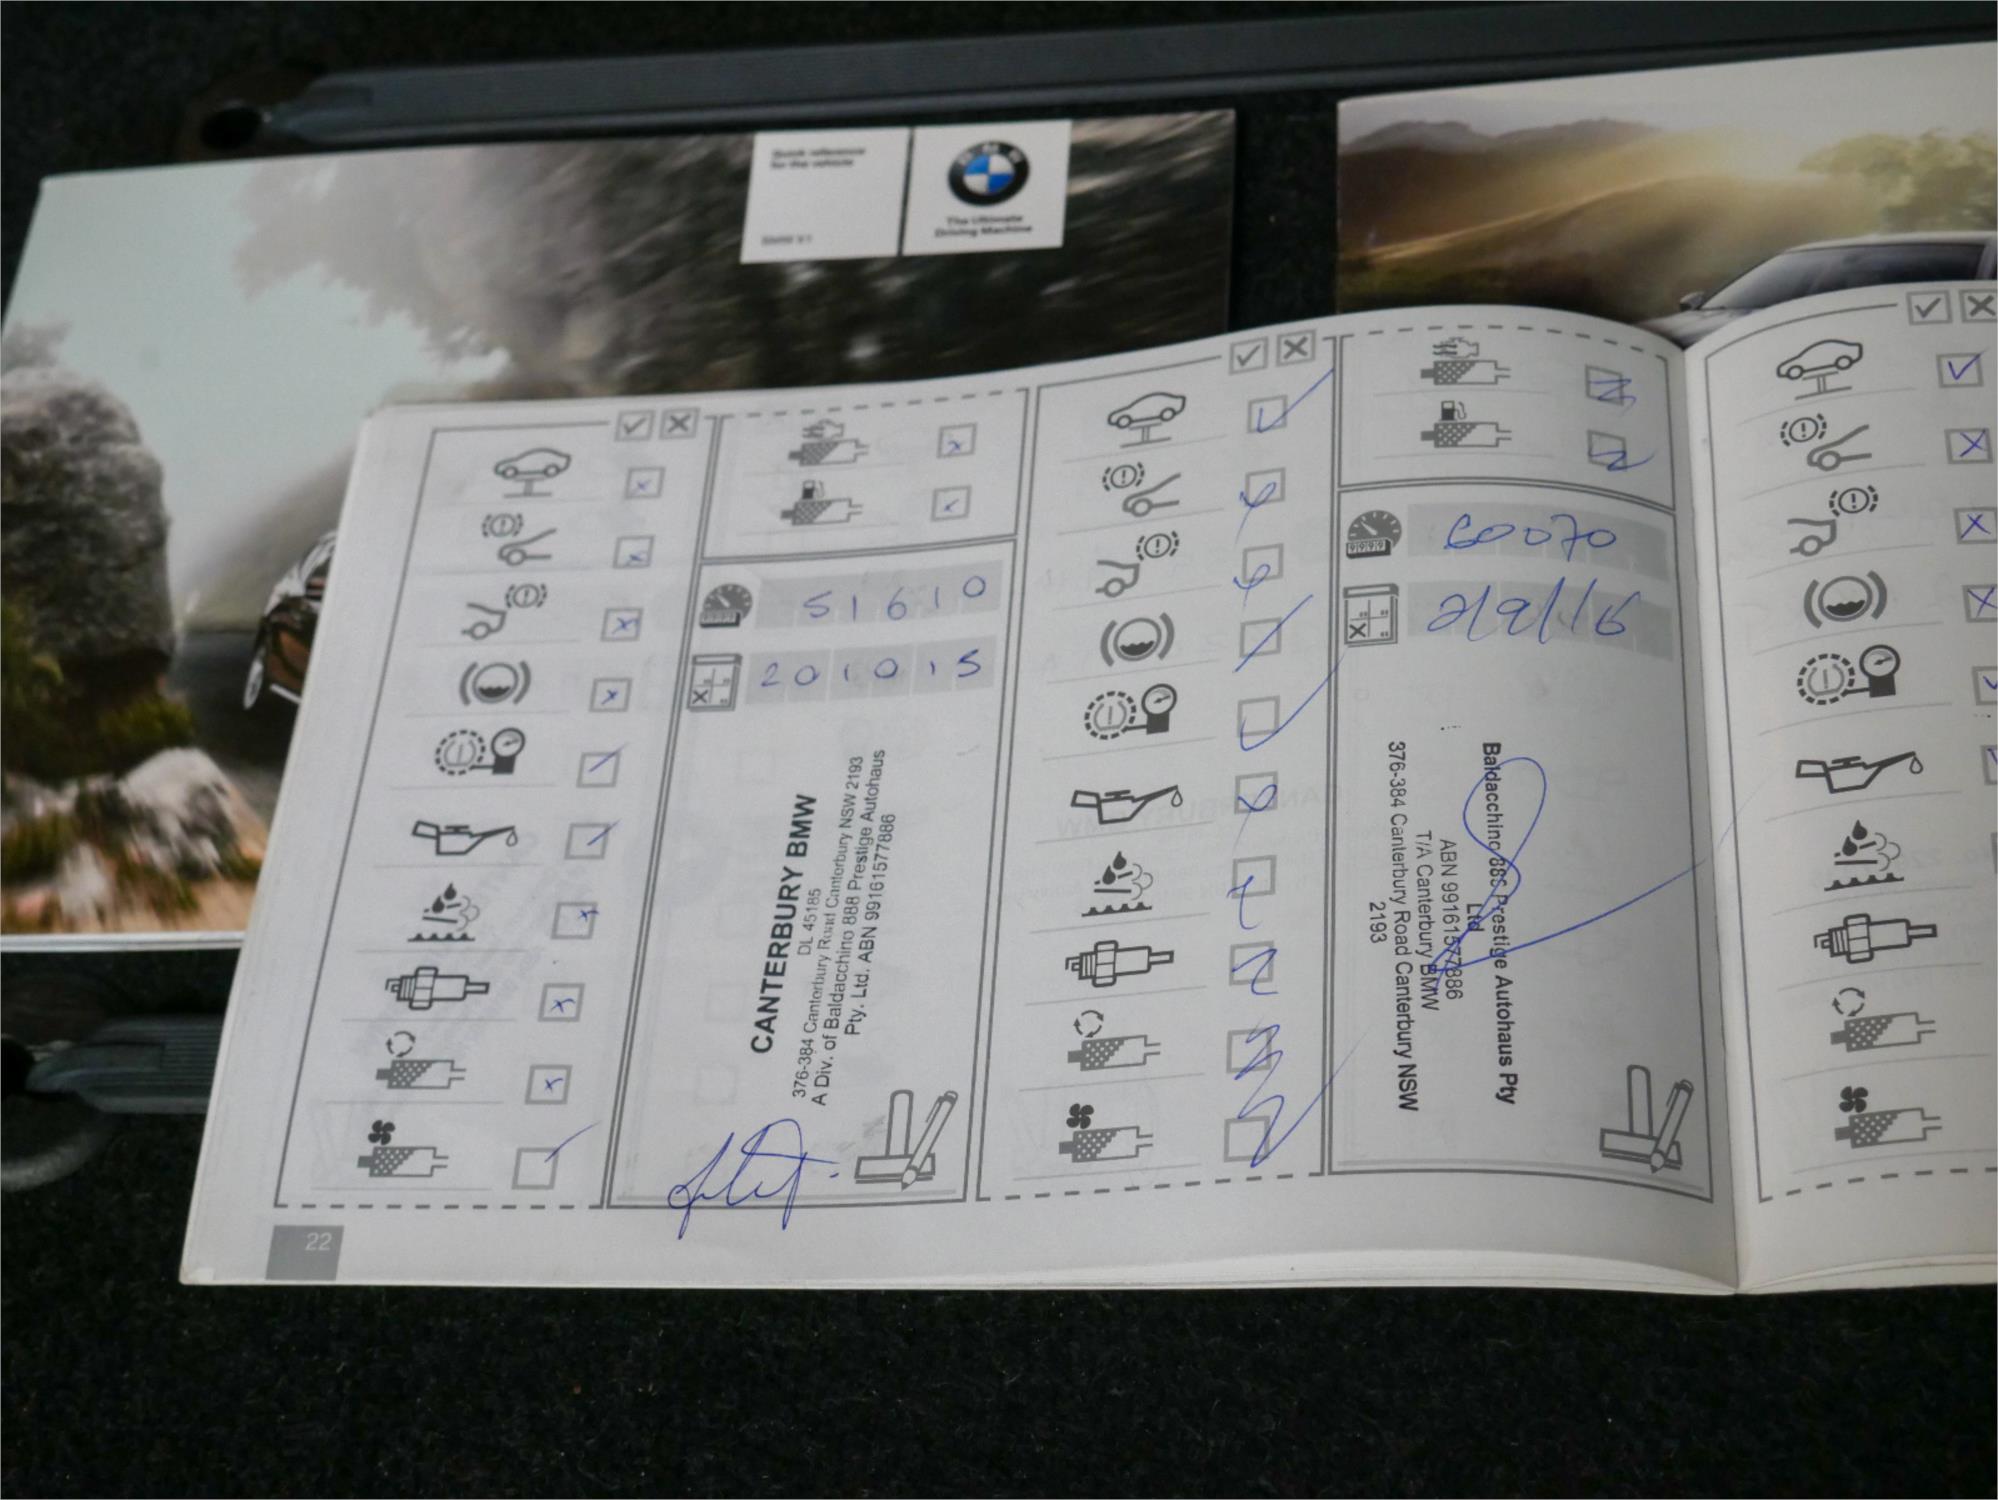 Quick reference
for the vehicle
BMW X1
BMW
The Ultimate
Driving Machine
51610
201015
CANTERBURY BMW
DL 45185
376-384 Canterbury Road Canterbury NSW 2193
A Div. of Baldacchino 888 Prestige Autohaus
Pty. Ltd. ABN 99161577886
60070
2/9/16
Baldacchino 888 Prestige Autohaus Pty
Ltd
ABN 99161577886
T/A Canterbury BMW
376-384 Canterbury Road Canterbury NSW
2193
22